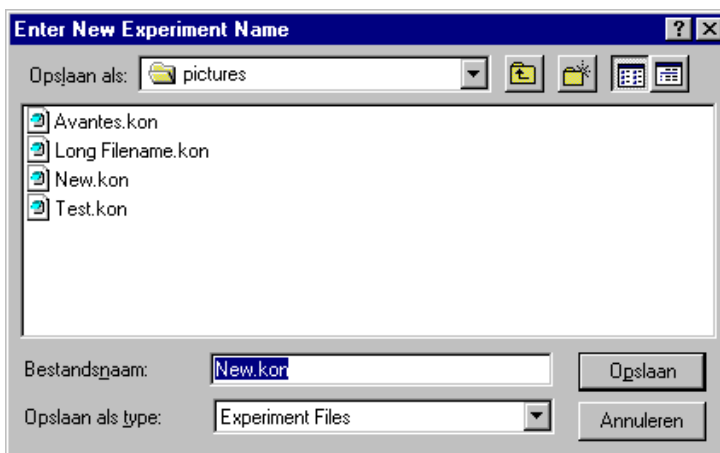 Enter New Experiment Name
Opslaan als: pictures
Avantes.kon
Long Filename.kon
New.kon
Test.kon
Bestandsnaam: New.kon Opslaan
Opslaan als type: Experiment Files Annuleren